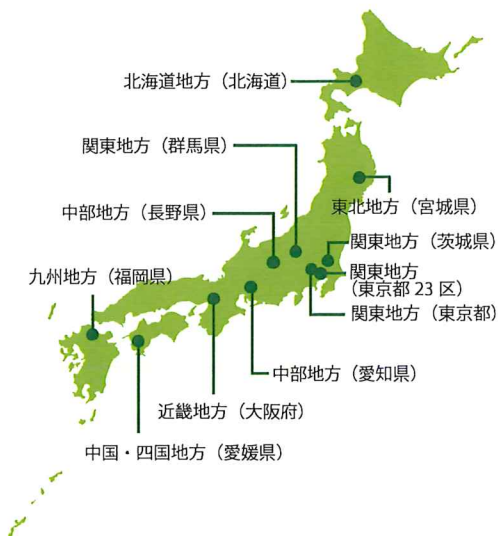 北海道地方（北海道）
関東地方（群馬県）
東北地方（宮城県）
中部地方（長野県）
関東地方（茨城県）
九州地方（福岡県）
関東地方
（東京都 23 区）
関東地方（東京都）
中部地方（愛知県）
近畿地方（大阪府）
中国・四国地方（愛媛県）